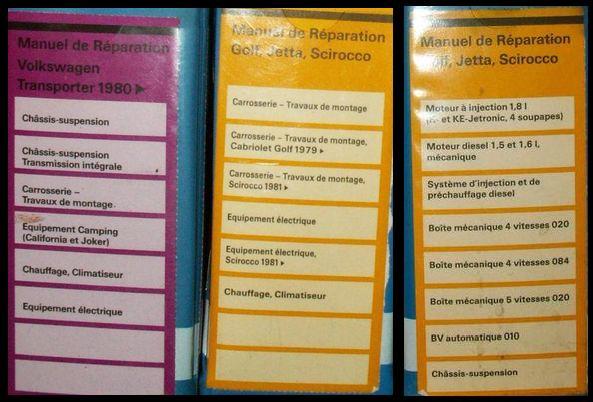 Manuel de Réparation
Volkswagen
Transporter 1980 ▶
Châssis-suspension
Châssis-suspension
Transmission intégrale
Carrosserie –
Travaux de montage
Equipement Camping
(California et Joker)
Chauffage, Climatiseur
Equipement électrique
Manuel de Réparation
Golf, Jetta, Scirocco
Carrosserie – Travaux de montage
Carrosserie – Travaux de montage,
Cabriolet Golf 1979 ▶
Carrosserie – Travaux de montage,
Scirocco 1981 ▶
Equipement électrique
Equipement électrique,
Scirocco 1981 ▶
Chauffage, Climatiseur
Manuel de Réparation
Golf, Jetta, Scirocco
Moteur à injection 1,8 l
(K- et KE-Jetronic, 4 soupapes)
Moteur diesel 1,5 et 1,6 l,
mécanique
Système d'injection et de
préchauffage diesel
Boîte mécanique 4 vitesses 020
Boîte mécanique 4 vitesses 084
Boîte mécanique 5 vitesses 020
BV automatique 010
Châssis-suspension